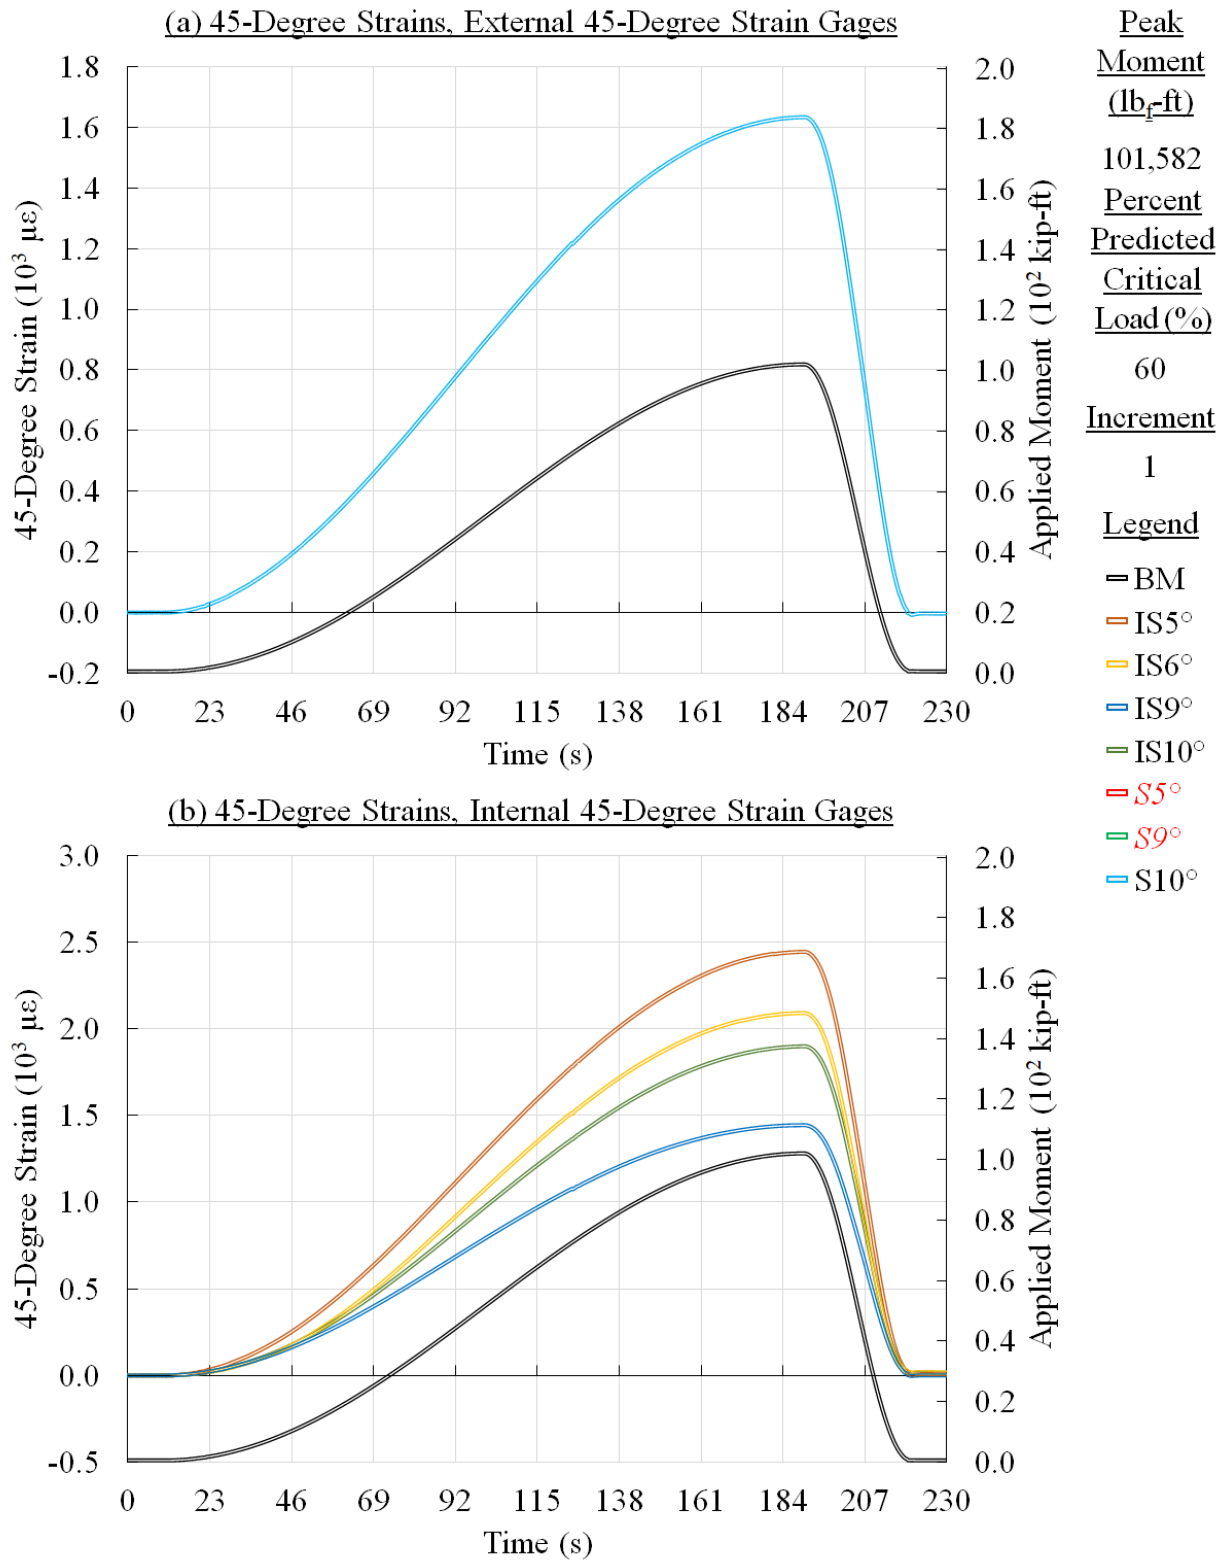 (a) 45-Degree Strains, External 45-Degree Strain Gages
1.8
1.6
1.4
1.2
1.0
0.8
0.6
0.4
0.2
0.0
-0.2
45-Degree Strain (10³ µε)
2.0
1.8
1.6
1.4
1.2
1.0
0.8
0.6
0.4
0.2
0.0
Applied Moment (10² kip-ft)
0 23 46 69 92 115 138 161 184 207 230
Time (s)
(b) 45-Degree Strains, Internal 45-Degree Strain Gages
3.0
2.5
2.0
1.5
1.0
0.5
0.0
-0.5
45-Degree Strain (10³ µε)
2.0
1.8
1.6
1.4
1.2
1.0
0.8
0.6
0.4
0.2
0.0
Applied Moment (10² kip-ft)
0 23 46 69 92 115 138 161 184 207 230
Time (s)
Peak
Moment
(lbf-ft)
101,582
Percent
Predicted
Critical
Load (%)
60
Increment
1
Legend
BM
IS5°
IS6°
IS9°
IS10°
S5°
S9°
S10°